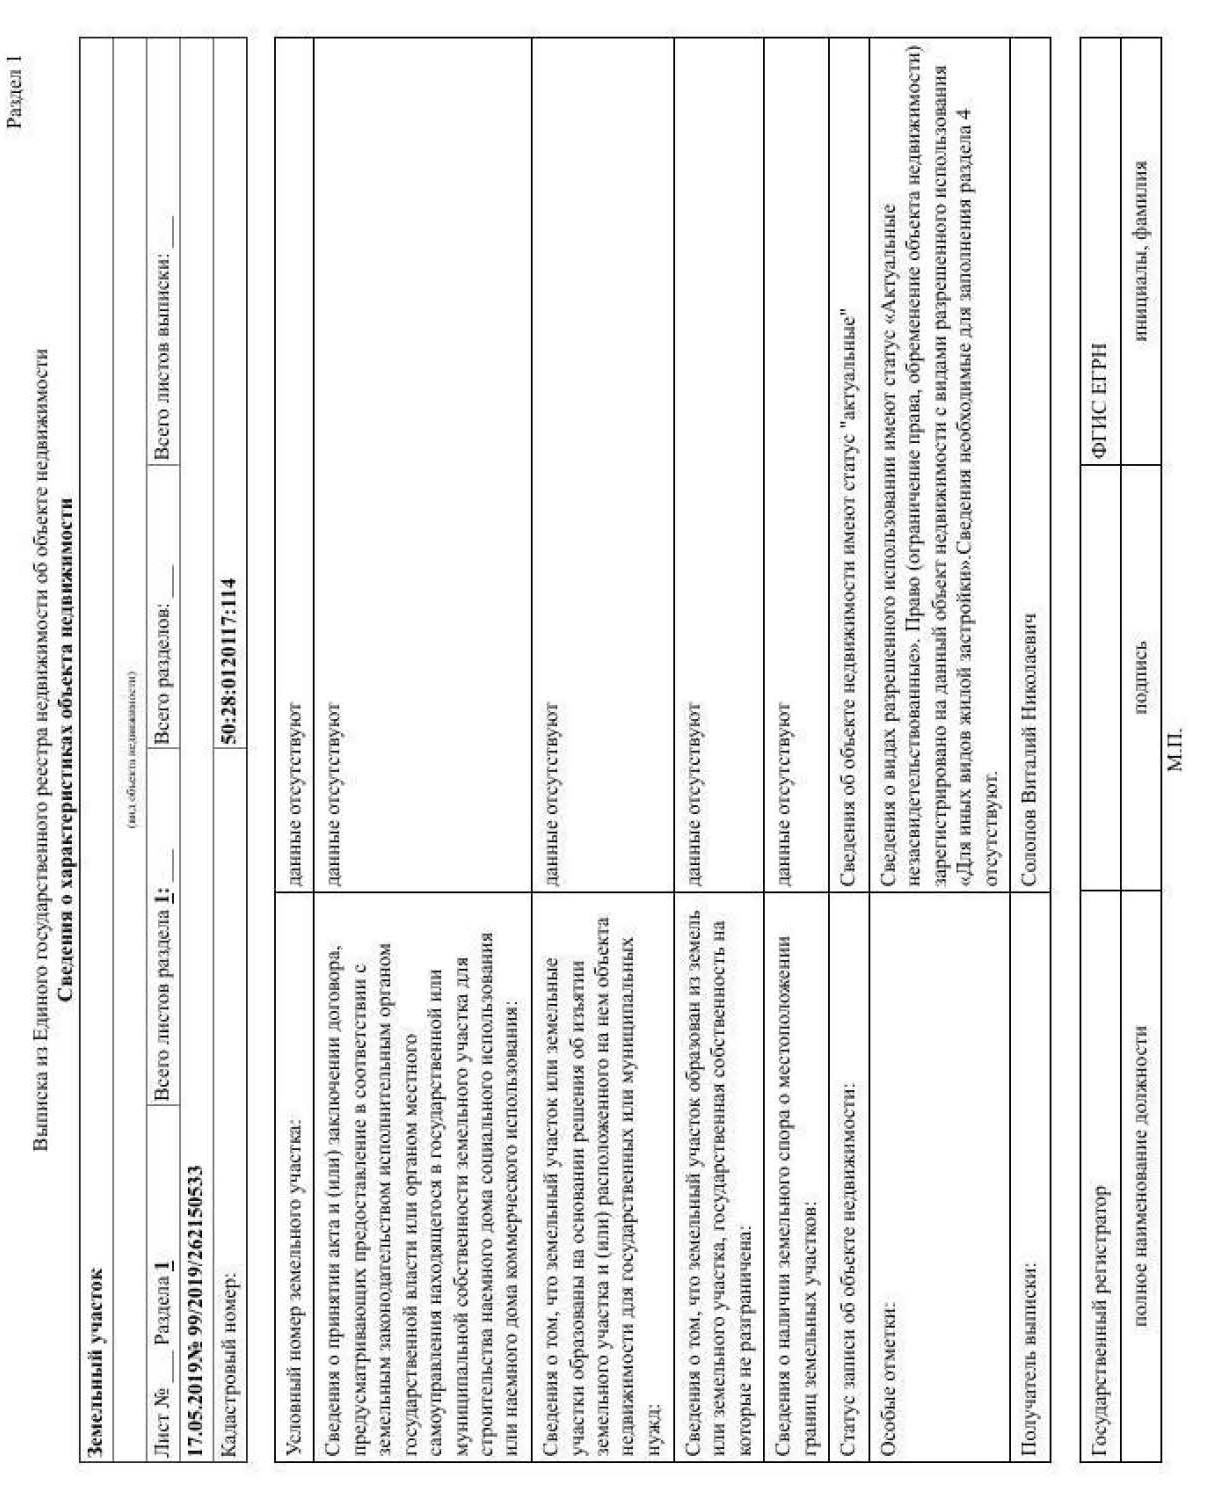 Раздел 1
Выписка из Единого государственного реестра недвижимости об объекте недвижимости
Сведения о характеристиках объекта недвижимости
Земельный участок
(вид объекта недвижимости)
Лист № ___ Раздела 1
Всего листов раздела 1: ___
Всего разделов: ___
Всего листов выписки: ___
17.05.2019№ 99/2019/262150533
Кадастровый номер:
50:28:0120117:114
Условный номер земельного участка:
данные отсутствуют
Сведения о принятии акта и (или) заключении договора,
предусматривающих предоставление в соответствии с
земельным законодательством исполнительным органом
государственной власти или органом местного
самоуправления находящегося в государственной или
муниципальной собственности земельного участка для
строительства наемного дома социального использования
или наемного дома коммерческого использования:
данные отсутствуют
Сведения о том, что земельный участок или земельные
участки образованы на основании решения об изъятии
земельного участка и (или) расположенного на нем объекта
недвижимости для государственных или муниципальных
нужд:
данные отсутствуют
Сведения о том, что земельный участок образован из земель
или земельного участка, государственная собственность на
которые не разграничена:
данные отсутствуют
Сведения о наличии земельного спора о местоположении
границ земельных участков:
данные отсутствуют
Статус записи об объекте недвижимости:
Сведения об объекте недвижимости имеют статус "актуальные"
Особые отметки:
Сведения о видах разрешенного использовании имеют статус «Актуальные
незасвидетельствованные». Право (ограничение права, обременение объекта недвижимости)
зарегистрировано на данный объект недвижимости с видами разрешенного использования
«Для иных видов жилой застройки».Сведения необходимые для заполнения раздела 4
отсутствуют.
Получатель выписки:
Солопов Виталий Николаевич
Государственный регистратор
ФГИС ЕГРН
полное наименование должности
подпись
инициалы, фамилия
М.П.